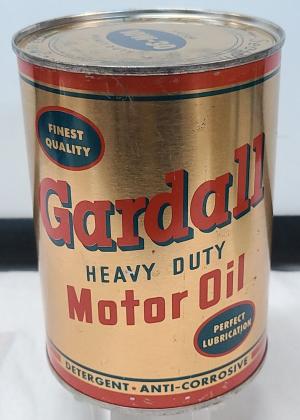 FINEST
QUALITY
Gardall
HEAVY DUTY
Motor Oil
PERFECT
LUBRICATION
DETERGENT • ANTI-CORROSIVE